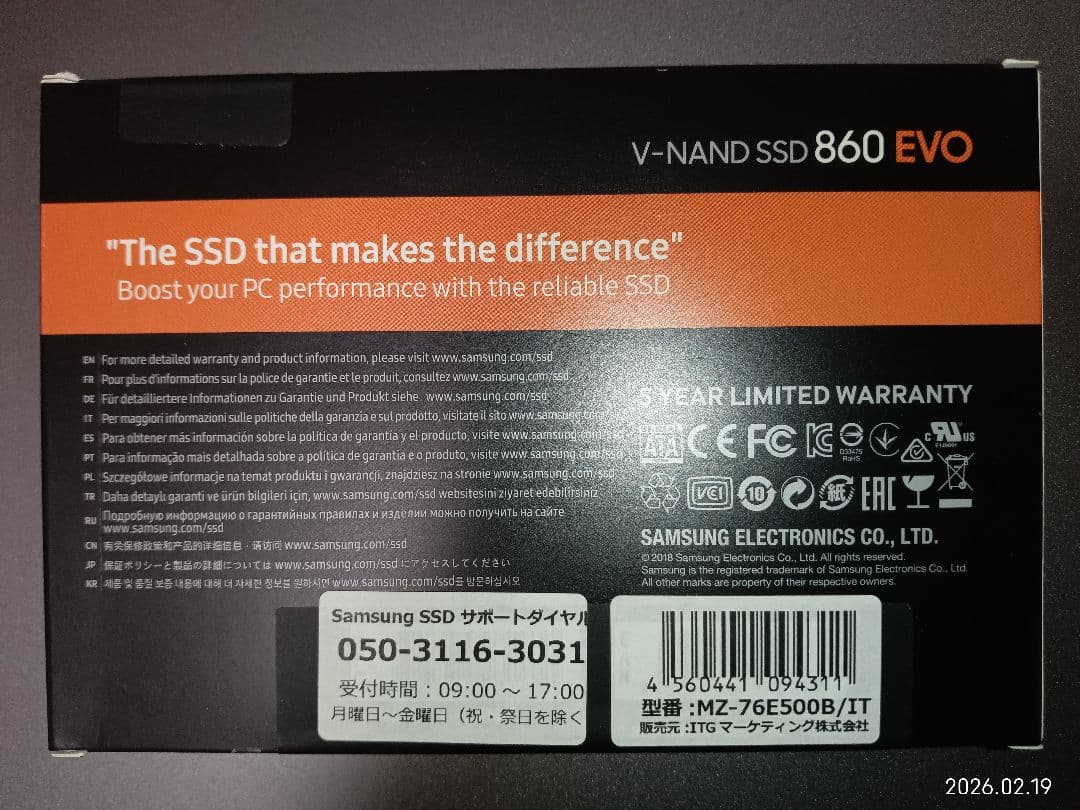 V-NAND SSD 860 EVO
"The SSD that makes the difference"
Boost your PC performance with the reliable SSD
EN For more detailed warranty and product information, please visit www.samsung.com/ssd
FR Pour plus d'informations sur la police de garantie et le produit, consultez www.samsung.com/ssd
DE Für detailliertere Informationen zu Garantie und Produkt siehe www.samsung.com/ssd
IT Per maggiori informazioni sulle politiche della garanzia e sul prodotto, visitate il sito www.samsung.com/ssd
ES Para obtener más información sobre la política de garantía y el producto, visite www.samsung.com/ssd
PT Para informação mais detalhada sobre a política de garantia e o produto, visite www.samsung.com/ssd
PL Szczegółowe informacje na temat produktu i gwarancji, znajdziesz na stronie www.samsung.com/ssd
TR Daha detaylı garanti ve ürün bilgileri için, www.samsung.com/ssd websitesini ziyaret edebilirsiniz
RU Подробную информацию о гарантийных правилах и изделии можно получить на сайте
www.samsung.com/ssd
CN 有关保修政策和产品的详细信息，请访问 www.samsung.com/ssd
JP 保証ポリシーと製品の詳細については www.samsung.com/ssd にアクセスしてください
KR 제품 및 품질 보증 내용에 대해 더 자세한 정보를 원하시면 www.samsung.com/ssd를 방문하십시오
5 YEAR LIMITED WARRANTY
CE FC c UR US
D33475
RoHS
VCI 10 紙 EAC
SAMSUNG ELECTRONICS CO., LTD.
© 2018 Samsung Electronics Co., Ltd. All rights reserved.
Samsung is the registered trademark of Samsung Electronics Co., Ltd.
All other marks are property of their respective owners.
Samsung SSD サポートダイヤル
050-3116-3031
受付時間：09:00 ～ 17:00
月曜日～金曜日（祝・祭日を除く
4 560441 094311
型番 :MZ-76E500B/IT
販売元 :ITG マーケティング株式会社
2026.02.19